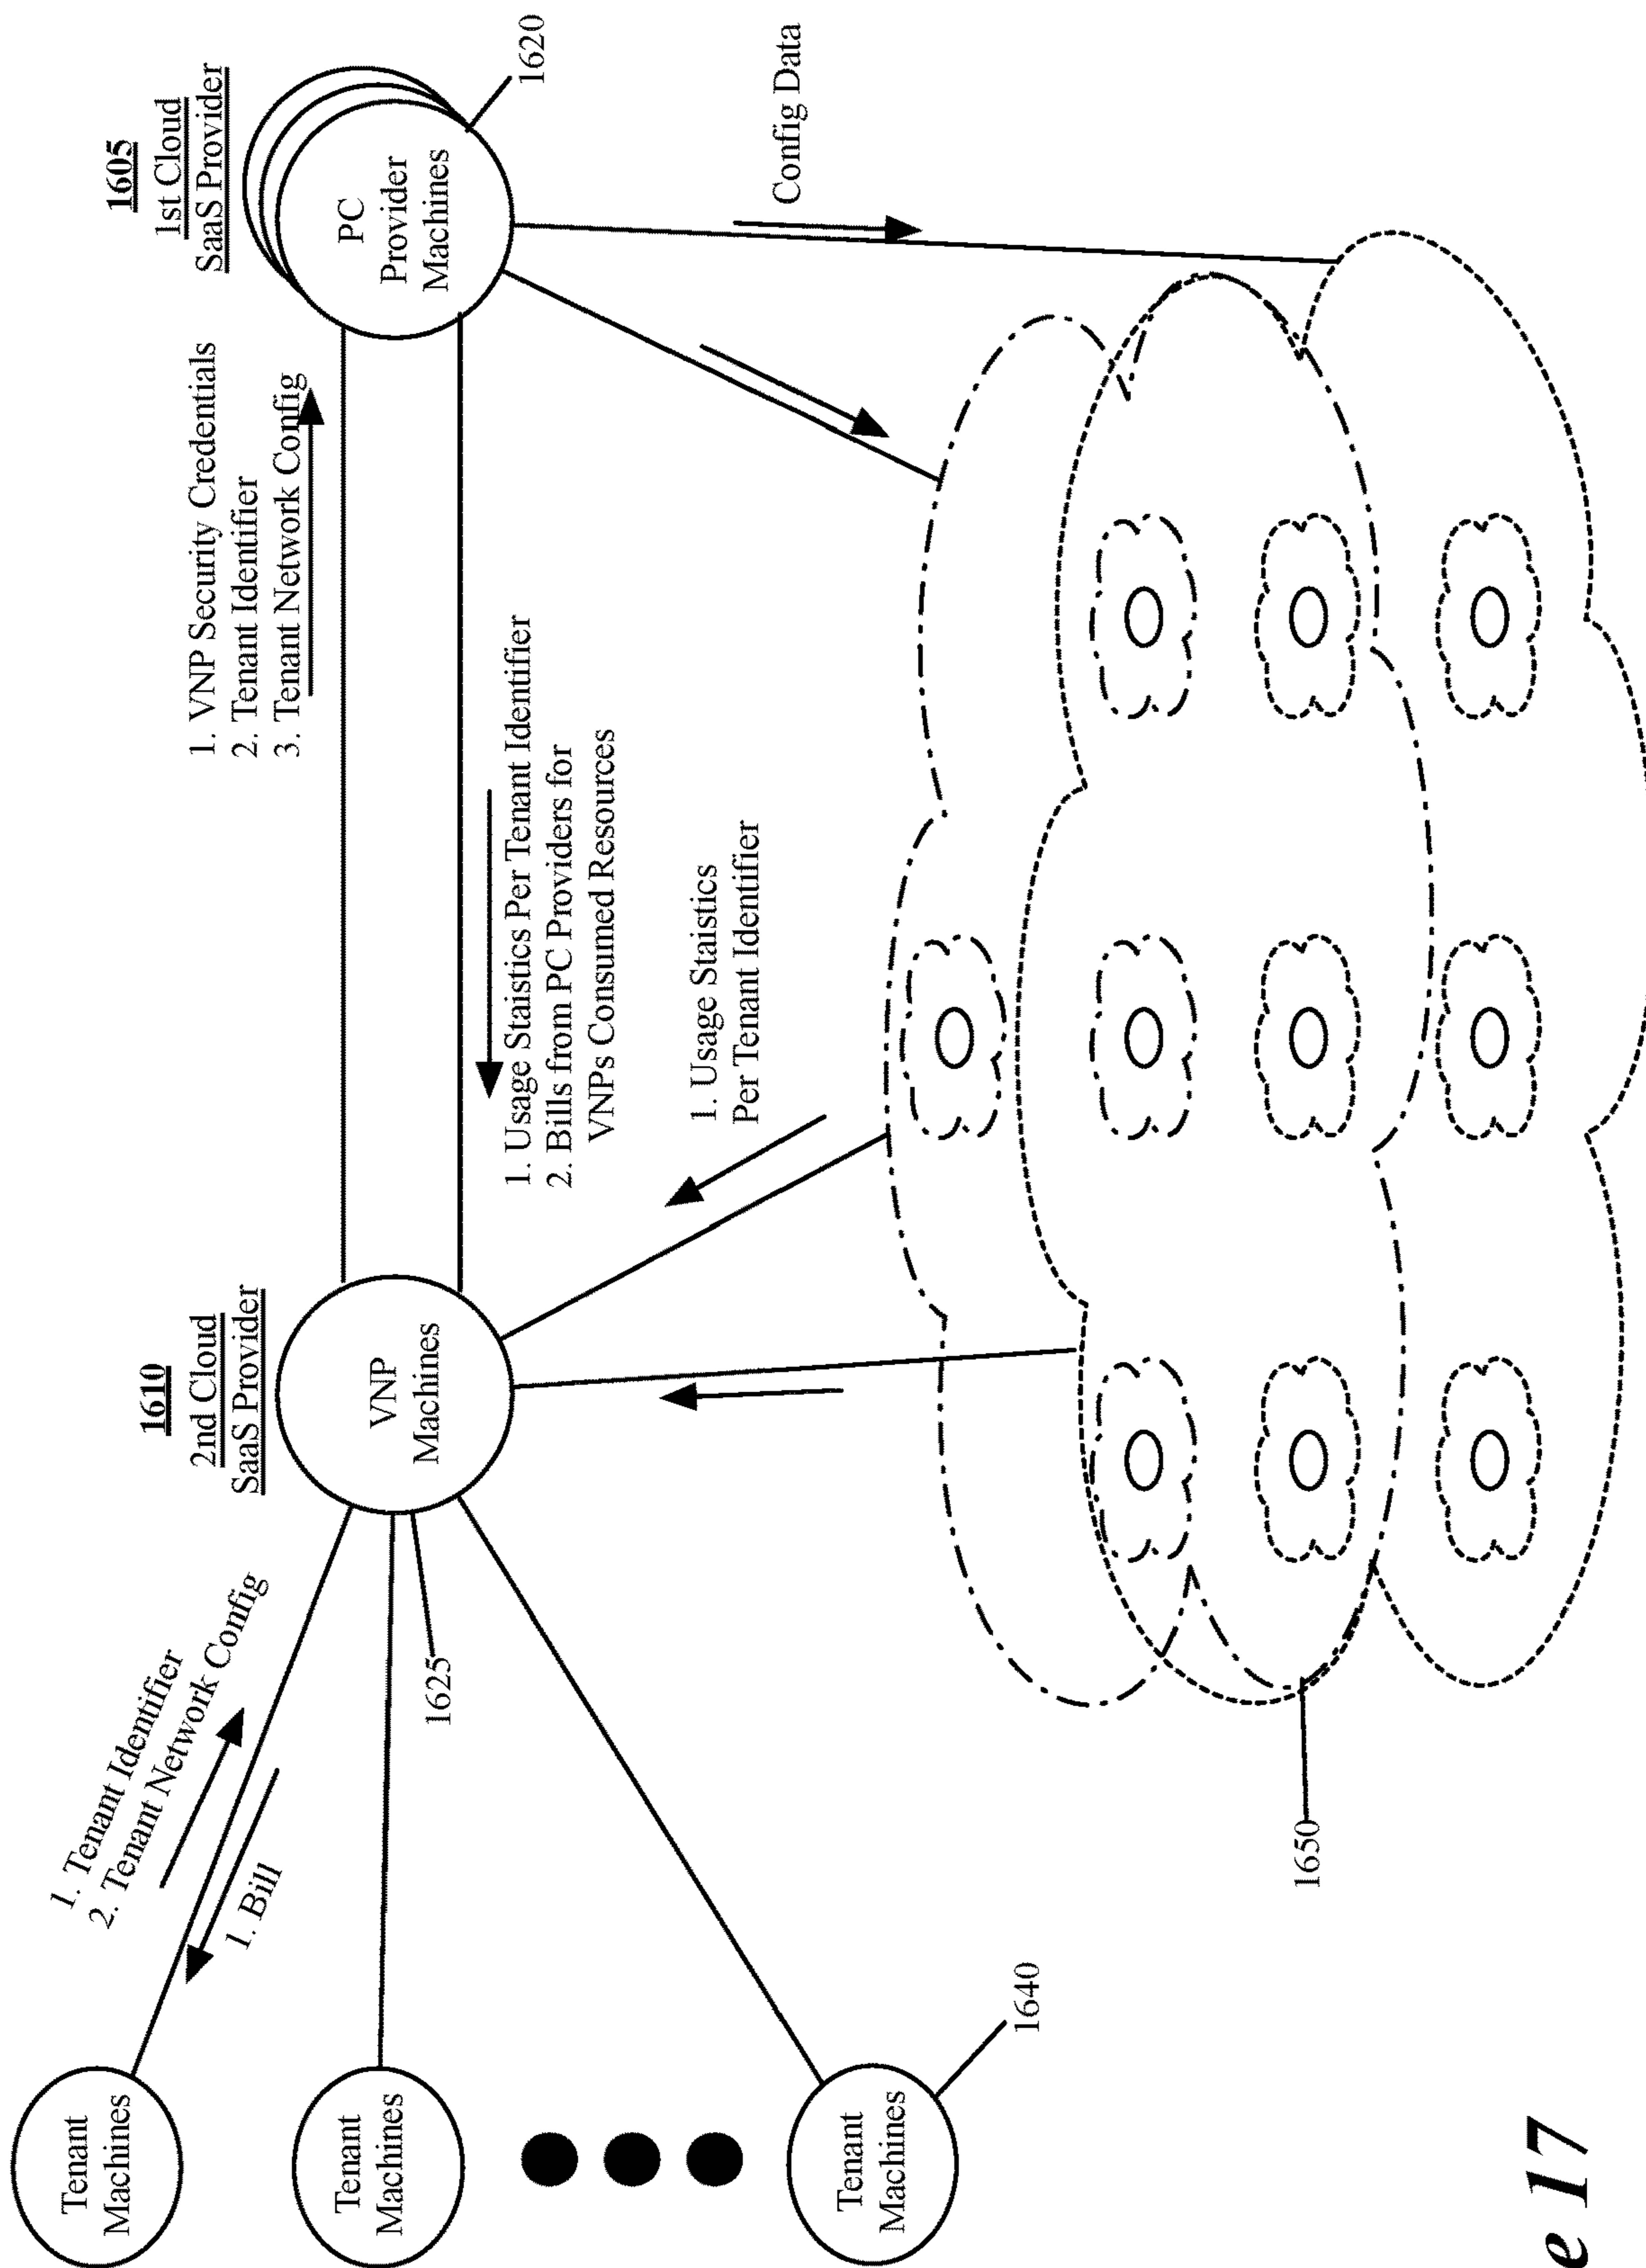 1605
1st Cloud
SaaS Provider
PC
Provider
Machines
1620
1610
2nd Cloud
SaaS Provider
VNP
Machines
1625
1. VNP Security Credentials
2. Tenant Identifier
3. Tenant Network Config
1. Usage Staistics Per Tenant Identifier
2. Bills from PC Providers for
VNPs Consumed Resources
1. Usage Staistics
Per Tenant Identifier
Config Data
1. Tenant Identifier
2. Tenant Network Config
1. Bill
Tenant
Machines
Tenant
Machines
Tenant
Machines
1640
1650
e 17